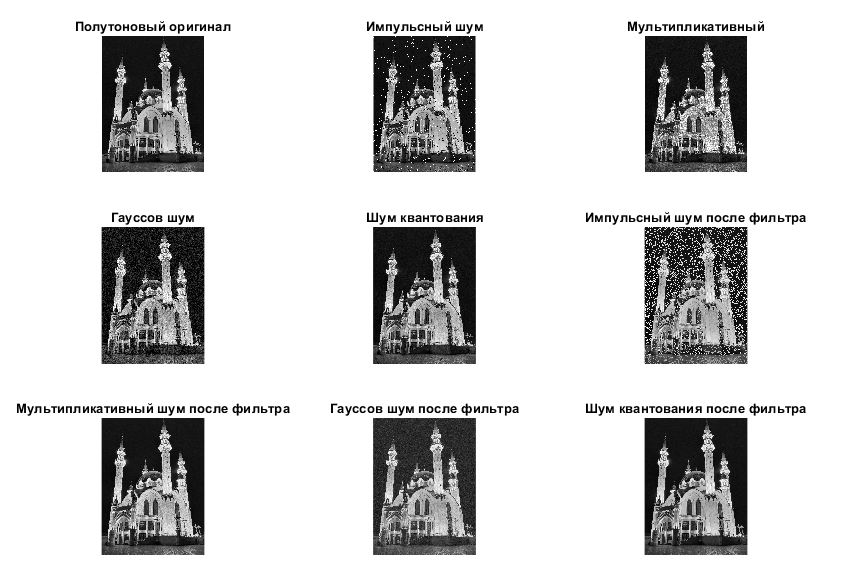 Полутоновый оригинал
Импульсный шум
Мультипликативный
Гауссов шум
Шум квантования
Импульсный шум после фильтра
Мультипликативный шум после фильтра
Гауссов шум после фильтра
Шум квантования после фильтра